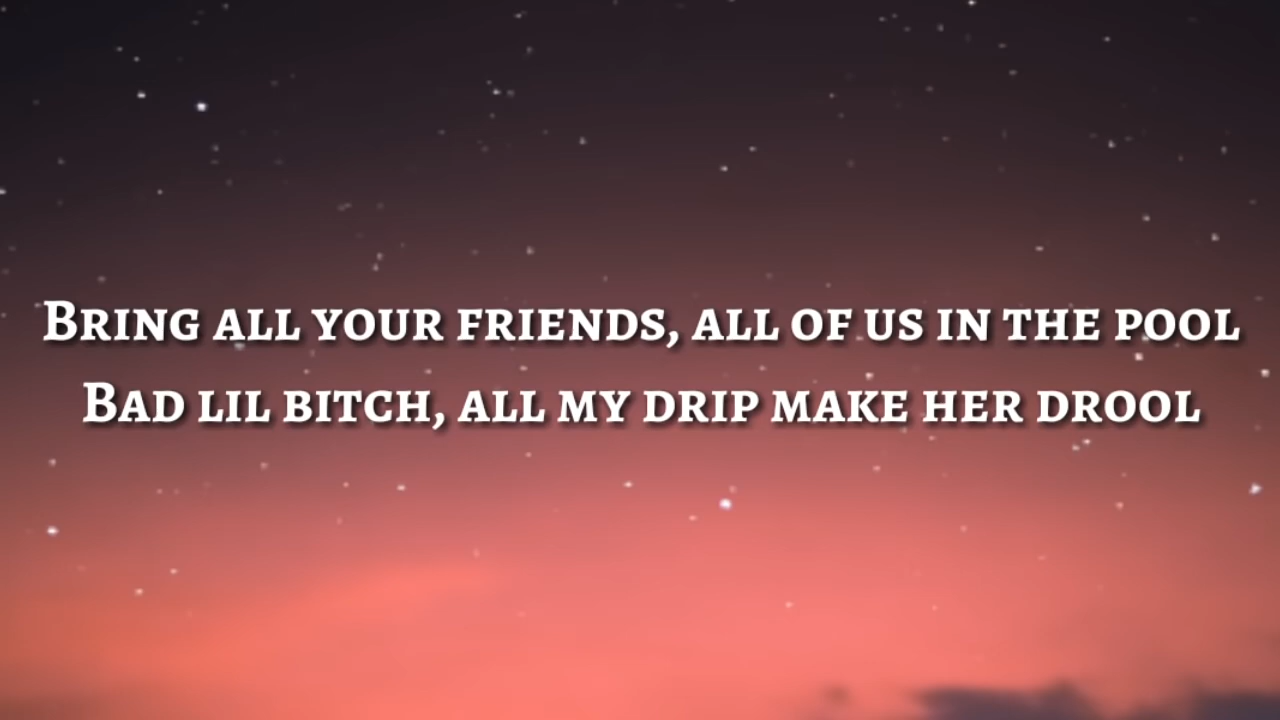 Bring all your friends, all of us in the pool
Bad lil bitch, all my drip make her drool